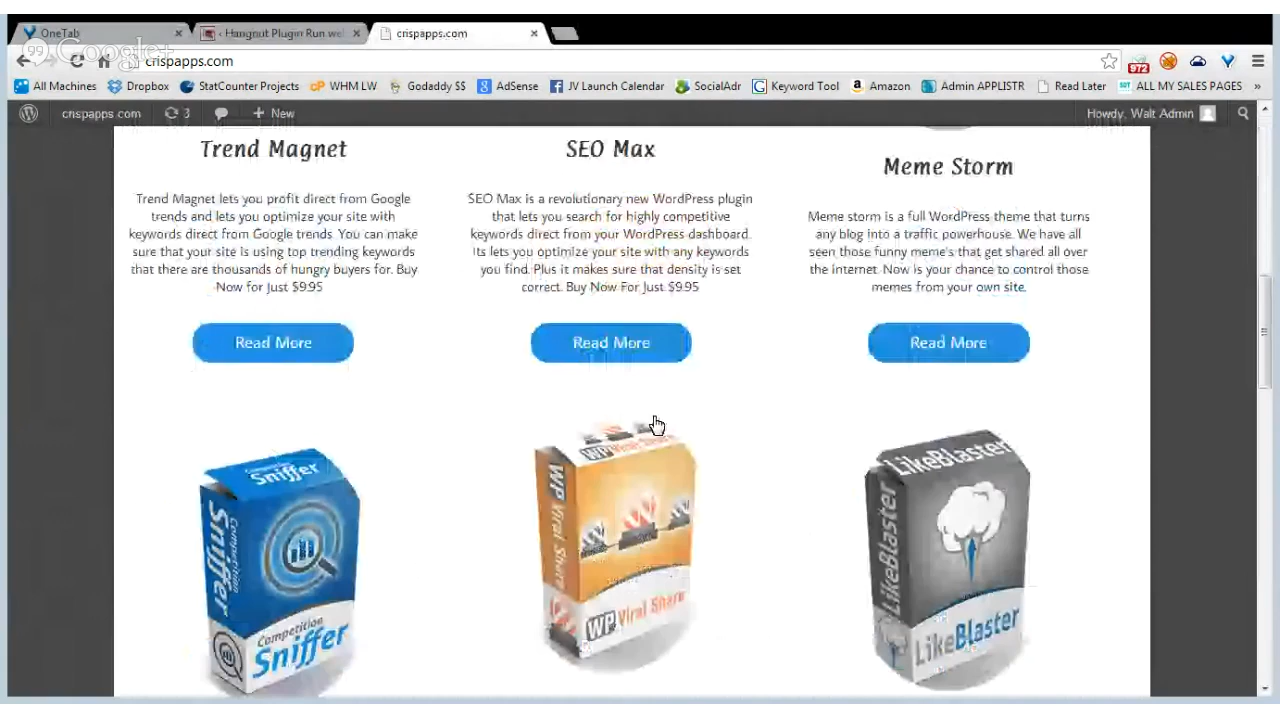 OneTab
‹ Hangout Plugin Run.wel
crispapps.com
Google+
crispapps.com
972
All Machines
Dropbox
StatCounter Projects
WHM LW
Godaddy $$
AdSense
JV Launch Calendar
SocialAdr
Keyword Tool
Amazon
Admin APPLISTR
Read Later
ALL MY SALES PAGES
»
crispapps.com
3
New
Howdy, Walt Admin
Trend Magnet
Trend Magnet lets you profit direct from Google
trends and lets you optimize your site with
keywords direct from Google trends. You can make
sure that your site is using top trending keywords
that there are thousands of hungry buyers for. Buy
Now for Just $9.95
Read More
SEO Max
SEO Max is a revolutionary new WordPress plugin
that lets you search for highly competitive
keywords direct from your WordPress dashboard.
Its lets you optimize your site with any keywords
you find. Plus it makes sure that density is set
correct. Buy Now For Just $9.95
Read More
Meme Storm
Meme storm is a full WordPress theme that turns
any blog into a traffic powerhouse. We have all
seen those funny meme's that get shared all over
the internet. Now is your chance to control those
memes from your own site.
Read More
Competition
Sniffer
Competition
Sniffer
Competition
Sniffer
WP Viral Share
WP Viral Share
WP Viral Share
LikeBlaster
LikeBlaster
LikeBlaster